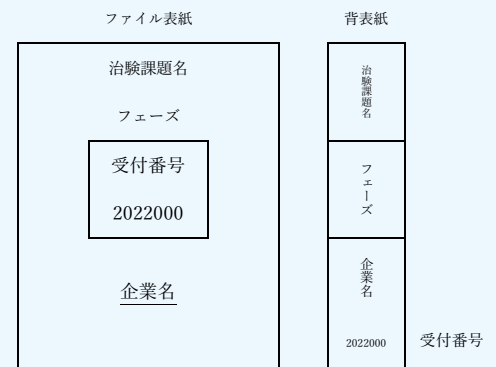 ファイル表紙
治験課題名
フェーズ
受付番号
2022000
企業名
背表紙
治験課題名
フェーズ
企業名
2022000
受付番号